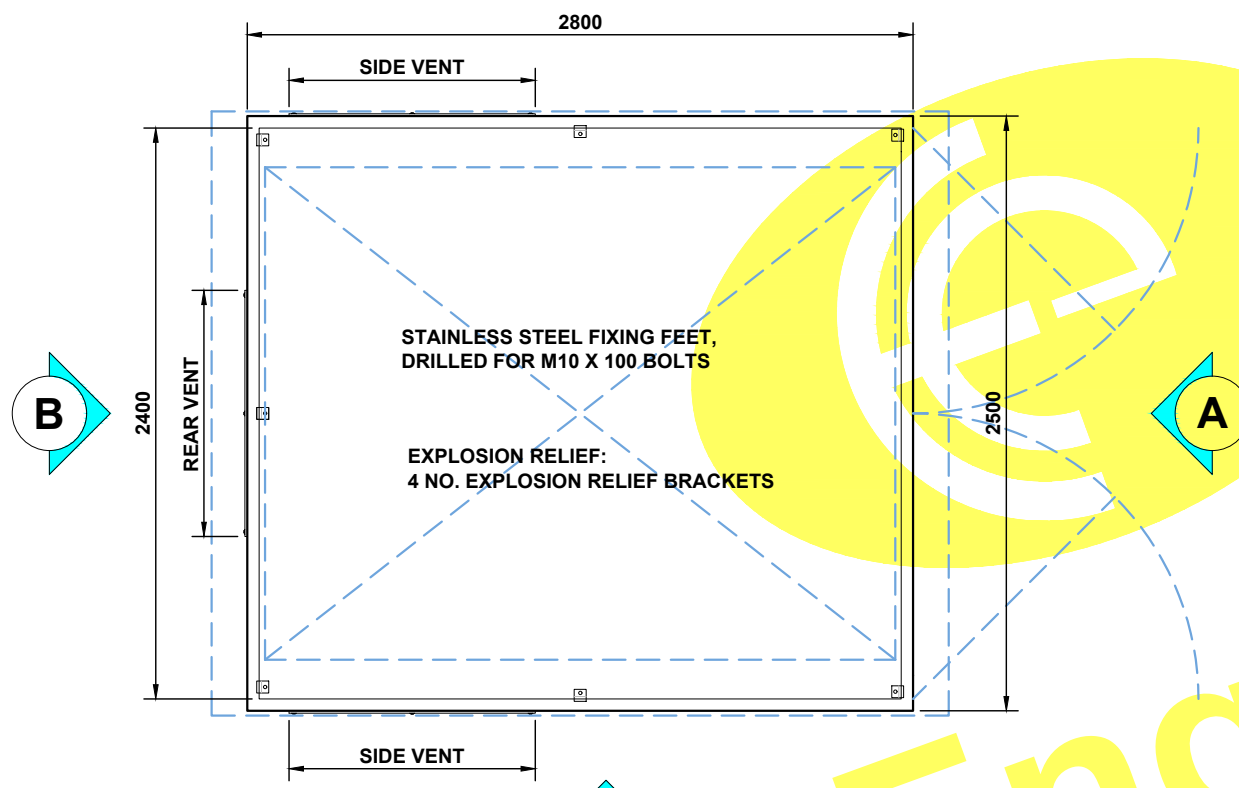 2800
SIDE VENT
STAINLESS STEEL FIXING FEET,
DRILLED FOR M10 X 100 BOLTS
B
REAR VENT
2400
2500
A
EXPLOSION RELIEF:
4 NO. EXPLOSION RELIEF BRACKETS
SIDE VENT